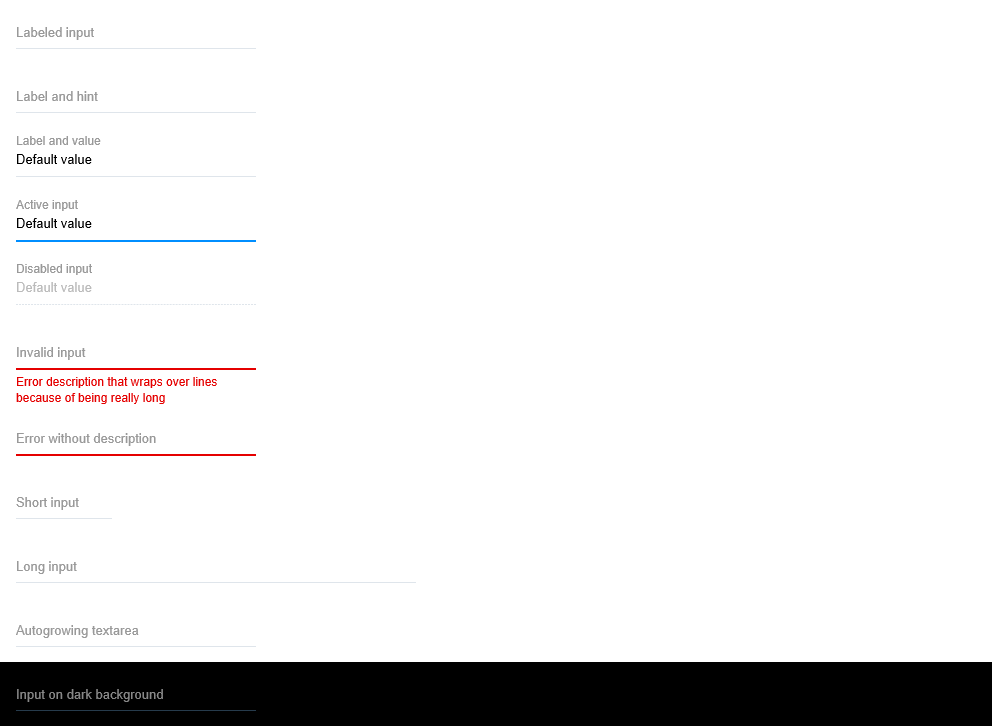 Labeled input
Label and hint
Label and value
Default value
Active input
Default value
Disabled input
Default value
Invalid input
Error description that wraps over lines
because of being really long
Error without description
Short input
Long input
Autogrowing textarea
Input on dark background